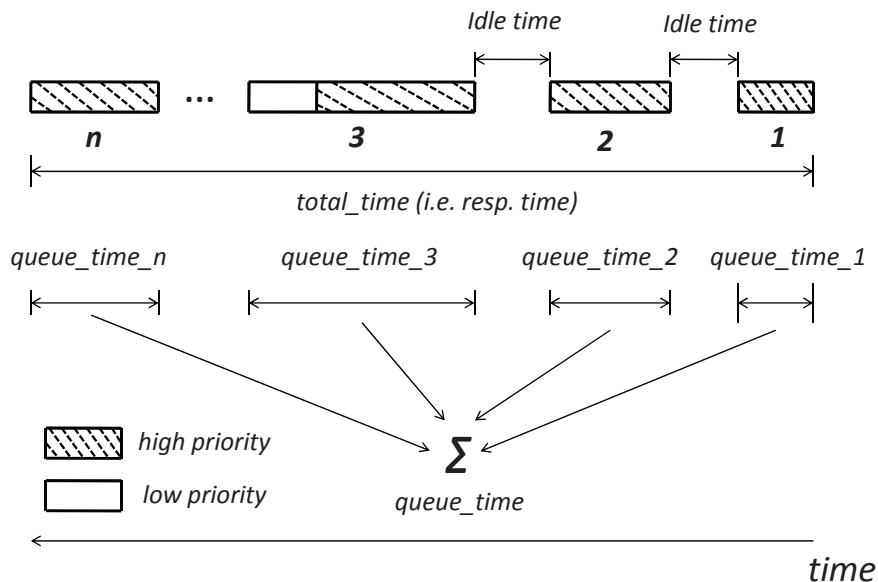 Idle time
Idle time
...
n
3
2
1
total_time (i.e. resp. time)
queue_time_n
queue_time_3
queue_time_2
queue_time_1
high priority
Σ
low priority
queue_time
time